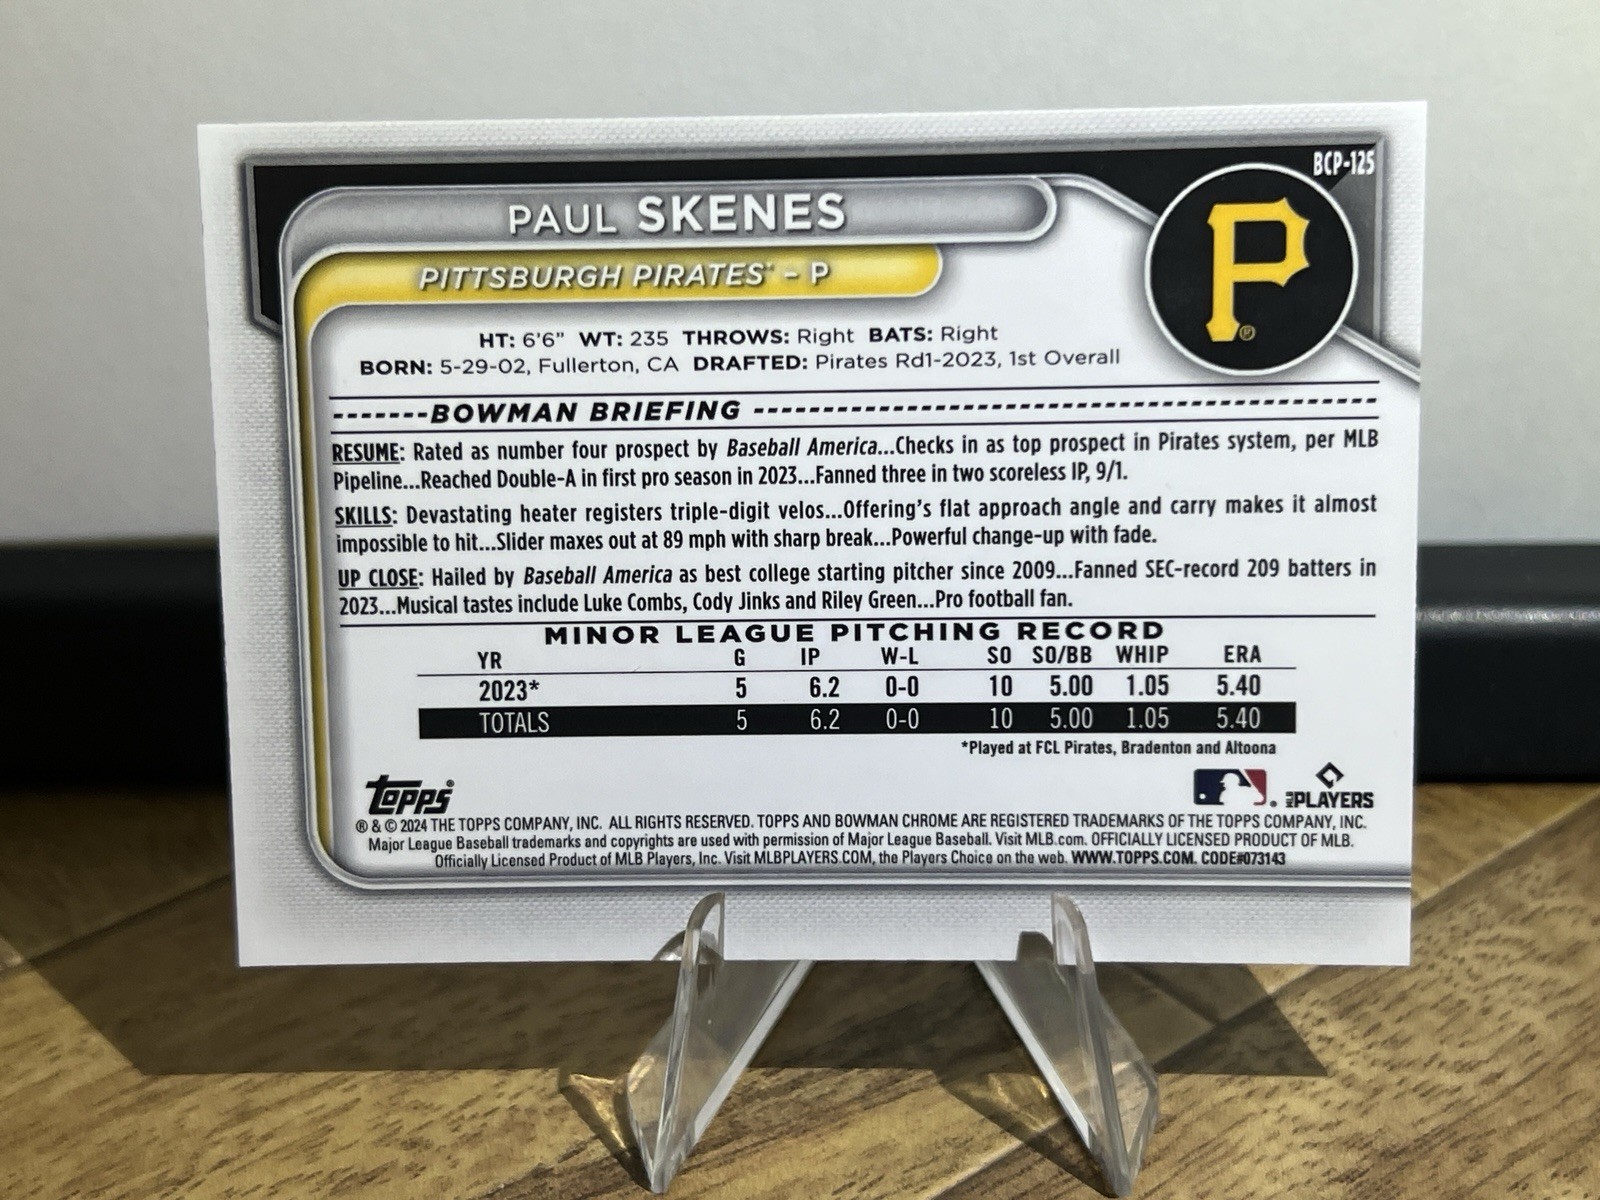 BCP-125
PAUL SKENES
PITTSBURGH PIRATES™ - P
P®
HT: 6'6" WT: 235 THROWS: Right BATS: Right
BORN: 5-29-02, Fullerton, CA DRAFTED: Pirates Rd1-2023, 1st Overall
-------BOWMAN BRIEFING ------------------------------------------------
RESUME: Rated as number four prospect by Baseball America...Checks in as top prospect in Pirates system, per MLB
Pipeline...Reached Double-A in first pro season in 2023...Fanned three in two scoreless IP, 9/1.
SKILLS: Devastating heater registers triple-digit velos...Offering's flat approach angle and carry makes it almost
impossible to hit...Slider maxes out at 89 mph with sharp break...Powerful change-up with fade.
UP CLOSE: Hailed by Baseball America as best college starting pitcher since 2009...Fanned SEC-record 209 batters in
2023...Musical tastes include Luke Combs, Cody Jinks and Riley Green...Pro football fan.
MINOR LEAGUE PITCHING RECORD
YR G IP W-L SO SO/BB WHIP ERA
2023* 5 6.2 0-0 10 5.00 1.05 5.40
TOTALS 5 6.2 0-0 10 5.00 1.05 5.40
*Played at FCL Pirates, Bradenton and Altoona
Topps® MLB PLAYERS
® & © 2024 THE TOPPS COMPANY, INC. ALL RIGHTS RESERVED. TOPPS AND BOWMAN CHROME ARE REGISTERED TRADEMARKS OF THE TOPPS COMPANY, INC.
Major League Baseball trademarks and copyrights are used with permission of Major League Baseball. Visit MLB.com. OFFICIALLY LICENSED PRODUCT OF MLB.
Officially Licensed Product of MLB Players, Inc. Visit MLBPLAYERS.COM, the Players Choice on the web. WWW.TOPPS.COM. CODE#073143